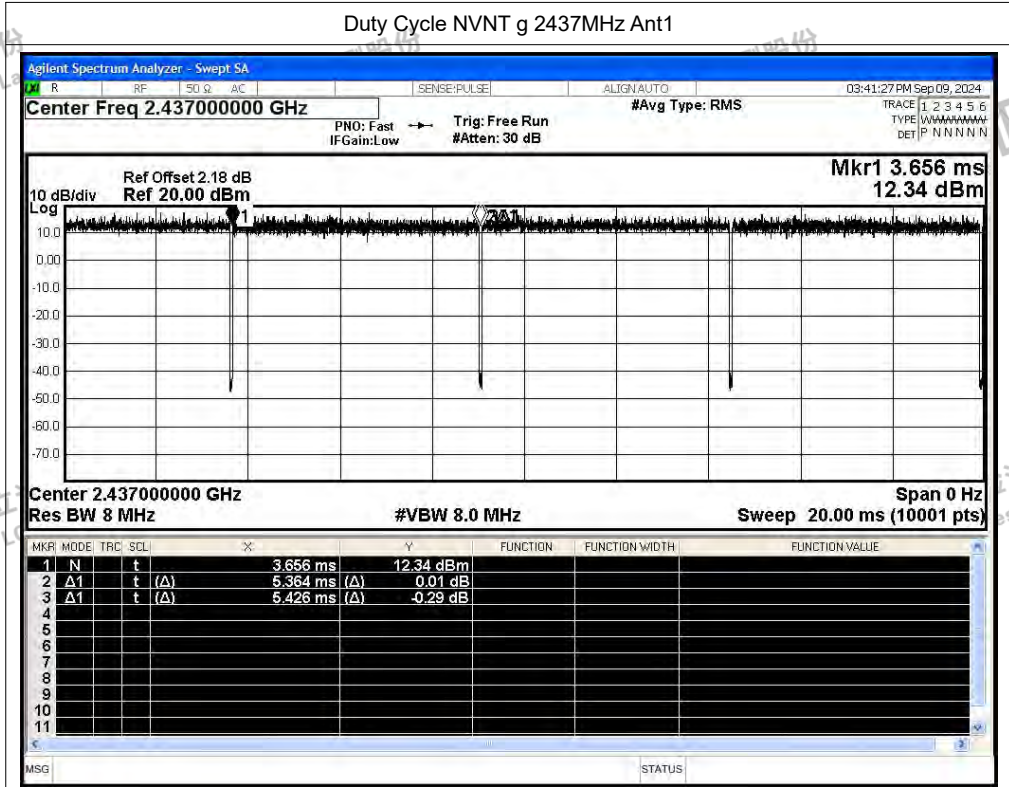 Duty Cycle NVNT g 2437MHz Ant1
Agilent Spectrum Analyzer - Swept SA
R RF 50 Ω AC SENSE:PULSE ALIGN AUTO 03:41:27 PM Sep 09, 2024
Center Freq 2.437000000 GHz #Avg Type: RMS TRACE 1 2 3 4 5 6
PNO: Fast Trig: Free Run TYPE
IFGain:Low #Atten: 30 dB DET P N N N N N
Mkr1 3.656 ms
12.34 dBm
Ref Offset 2.18 dB
10 dB/div Ref 20.00 dBm
Log
1 2Δ1
10.0
0.00
-10.0
-20.0
-30.0
-40.0
-50.0
-60.0
-70.0
Center 2.437000000 GHz Span 0 Hz
Res BW 8 MHz #VBW 8.0 MHz Sweep 20.00 ms (10001 pts)
MKR MODE TRC SCL X Y FUNCTION FUNCTION WIDTH FUNCTION VALUE
1 N t 3.656 ms 12.34 dBm
2 Δ1 t (Δ) 5.364 ms (Δ) 0.01 dB
3 Δ1 t (Δ) 5.426 ms (Δ) -0.29 dB
4
5
6
7
8
9
10
11
MSG STATUS